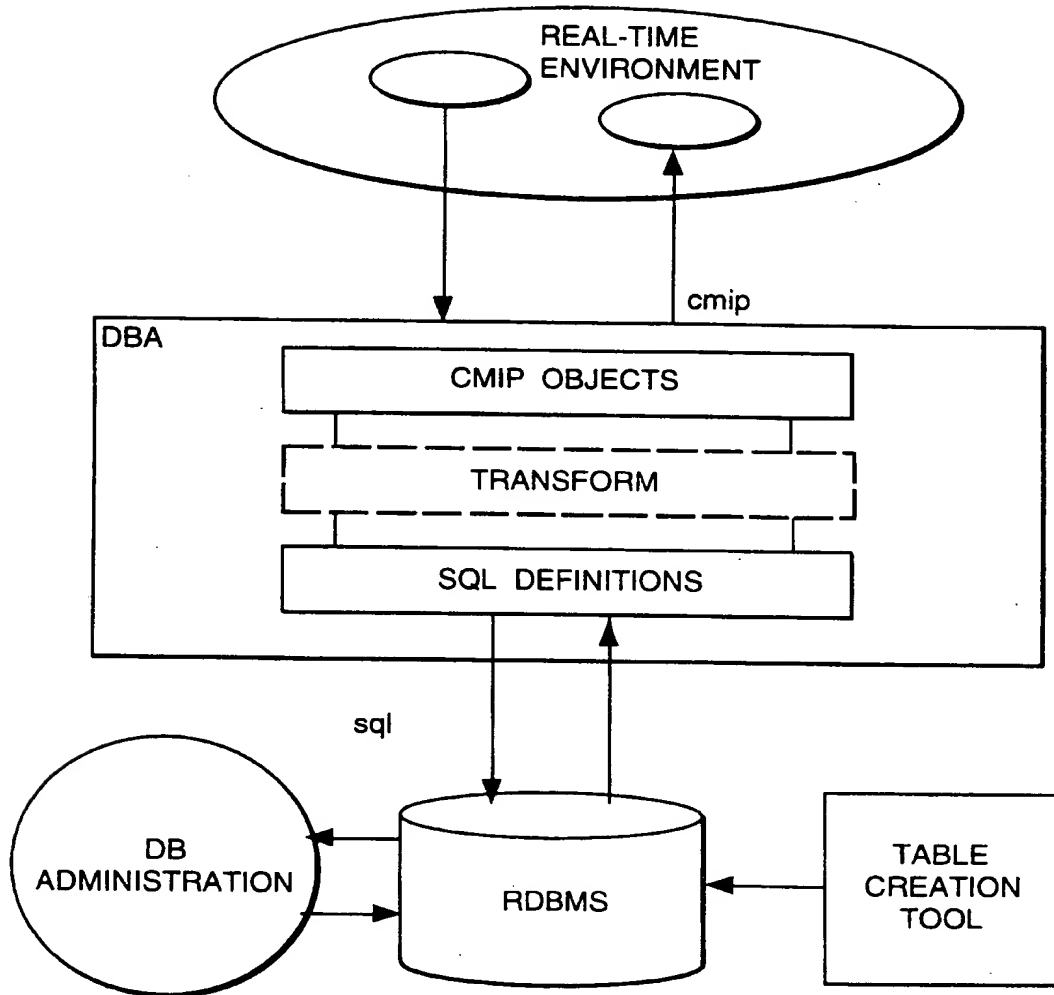 REAL-TIME
ENVIRONMENT
cmip
DBA
CMIP OBJECTS
TRANSFORM
SQL DEFINITIONS
sql
DB
ADMINISTRATION
RDBMS
TABLE
CREATION
TOOL